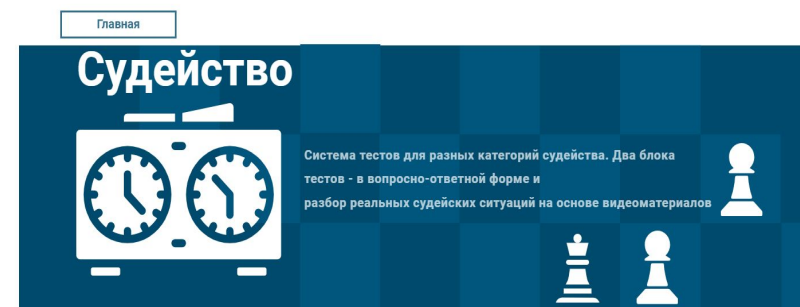 Главная
Судейство
Система тестов для разных категорий судейства. Два блока
тестов - в вопросно-ответной форме и
разбор реальных судейских ситуаций на основе видеоматериалов